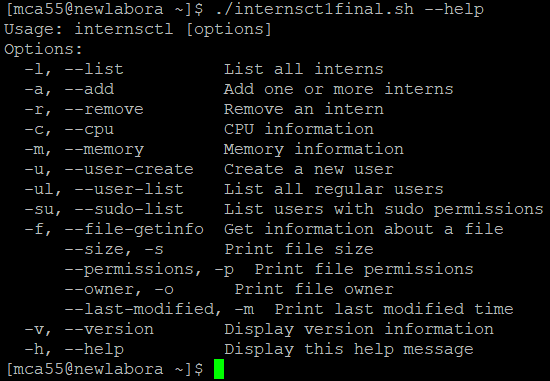 [mca55@newlabora ~]$ ./internsct1final.sh --help
Usage: internsctl [options]
Options:
  -l, --list          List all interns
  -a, --add           Add one or more interns
  -r, --remove        Remove an intern
  -c, --cpu           CPU information
  -m, --memory        Memory information
  -u, --user-create   Create a new user
  -ul, --user-list    List all regular users
  -su, --sudo-list    List users with sudo permissions
  -f, --file-getinfo  Get information about a file
      --size, -s      Print file size
      --permissions, -p  Print file permissions
      --owner, -o      Print file owner
      --last-modified, -m  Print last modified time
  -v, --version       Display version information
  -h, --help          Display this help message
[mca55@newlabora ~]$